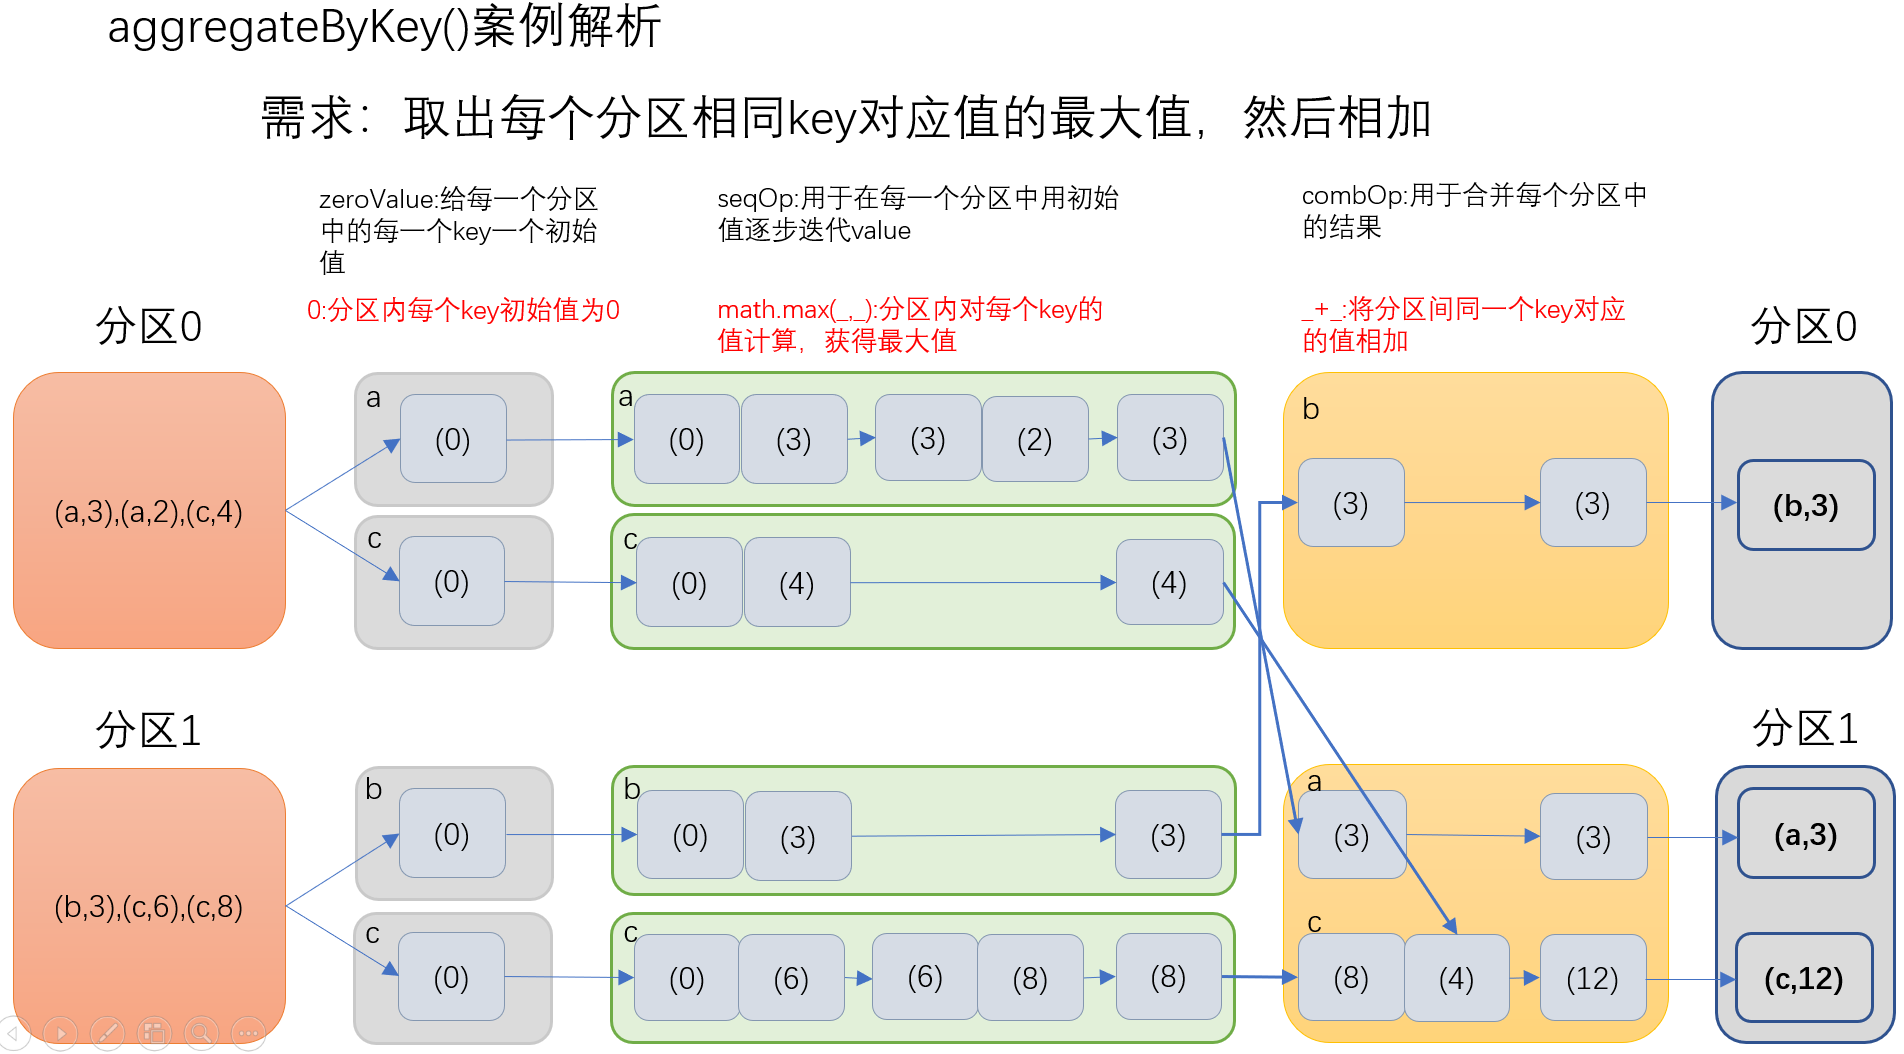 aggregateByKey()案例解析
需求：取出每个分区相同key对应值的最大值，然后相加
zeroValue:给每一个分区
中的每一个key一个初始
值
0:分区内每个key初始值为0
seqOp:用于在每一个分区中用初始
值逐步迭代value
math.max(_,_):分区内对每个key的
值计算，获得最大值
combOp:用于合并每个分区中
的结果
_+_:将分区间同一个key对应
的值相加
分区0
分区0
(a,3),(a,2),(c,4)
a
(0)
a
(0)
(3)
(3)
(2)
(3)
c
(0)
c
(0)
(4)
(4)
b
(3)
(3)
(b,3)
分区1
分区1
(b,3),(c,6),(c,8)
b
(0)
b
(0)
(3)
(3)
c
(0)
c
(0)
(6)
(6)
(8)
(8)
a
(3)
(3)
(a,3)
c
(8)
(4)
(12)
(c,12)